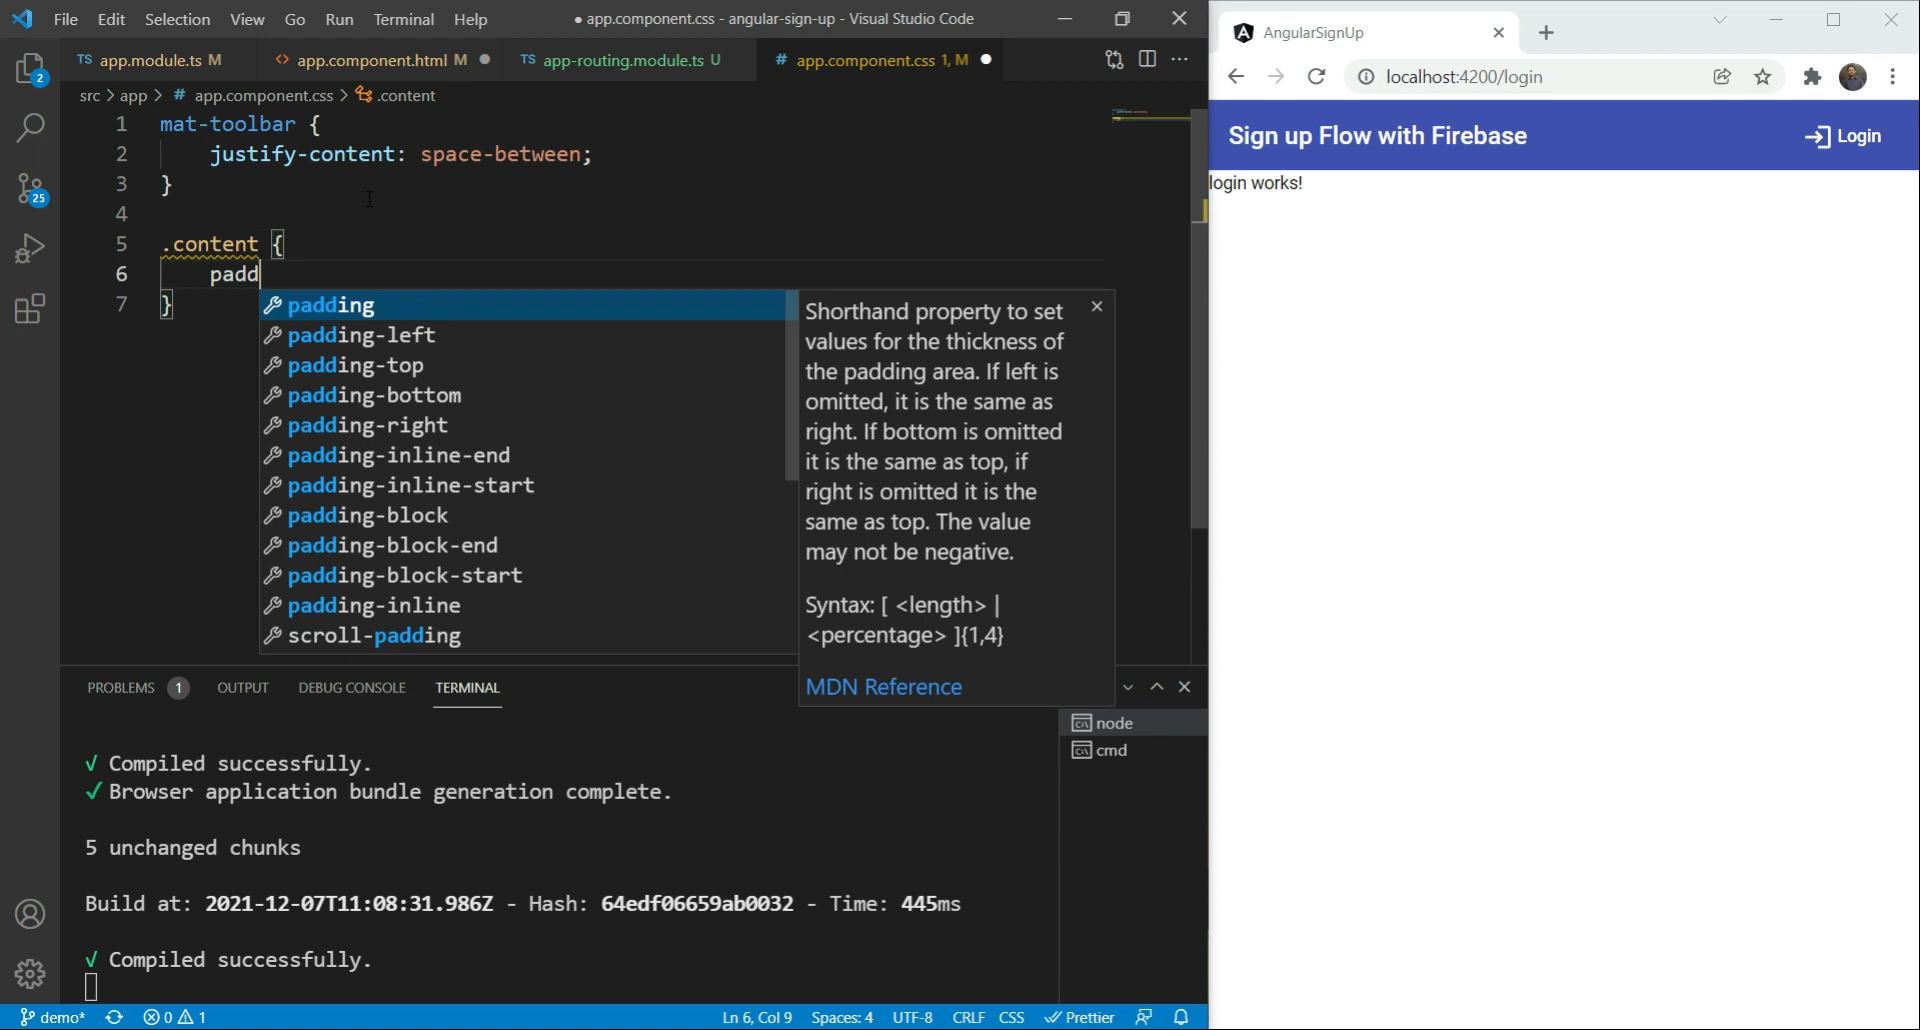 File Edit Selection View Go Run Terminal Help
● app.component.css - angular-sign-up - Visual Studio Code
TS app.module.ts M
<> app.component.html M
TS app-routing.module.ts U
# app.component.css 1, M
src > app > # app.component.css > .content
1 mat-toolbar {
2 justify-content: space-between;
3 }
4
5 .content {
6 padd
7 }
padding
padding-left
padding-top
padding-bottom
padding-right
padding-inline-end
padding-inline-start
padding-block
padding-block-end
padding-block-start
padding-inline
scroll-padding
Shorthand property to set
values for the thickness of
the padding area. If left is
omitted, it is the same as
right. If bottom is omitted
it is the same as top, if
right is omitted it is the
same as top. The value
may not be negative.
Syntax: [ <length> |
<percentage> ]{1,4}
MDN Reference
2
25
PROBLEMS 1 OUTPUT DEBUG CONSOLE TERMINAL
node
cmd
√ Compiled successfully.
✓ Browser application bundle generation complete.
5 unchanged chunks
Build at: 2021-12-07T11:08:31.986Z - Hash: 64edf06659ab0032 - Time: 445ms
√ Compiled successfully.
demo* 0 1
Ln 6, Col 9 Spaces: 4 UTF-8 CRLF CSS Prettier
AngularSignUp
localhost:4200/login
Sign up Flow with Firebase
Login
login works!